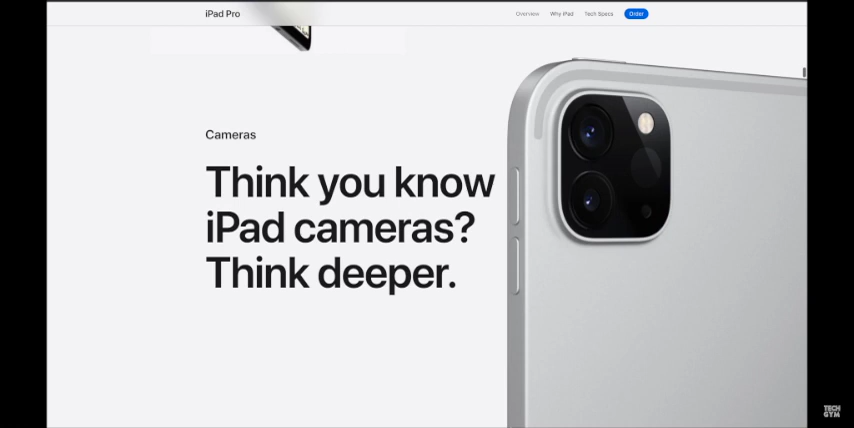 iPad Pro
Overview Why iPad Tech Specs Order
Cameras
Think you know
iPad cameras?
Think deeper.
TECH
GYM